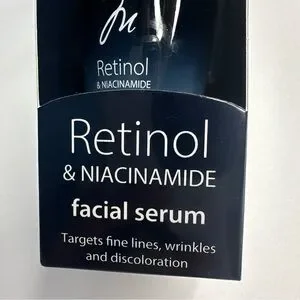 Retinol
& NIACINAMIDE
Retinol
& NIACINAMIDE
facial serum
Targets fine lines, wrinkles
and discoloration